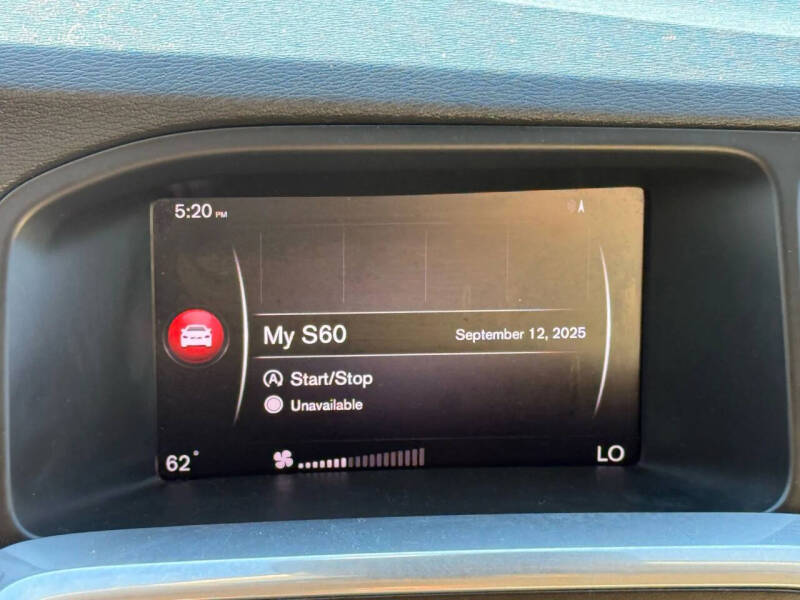 5:20 PM
My S60 September 12, 2025
A Start/Stop
Unavailable
62° LO